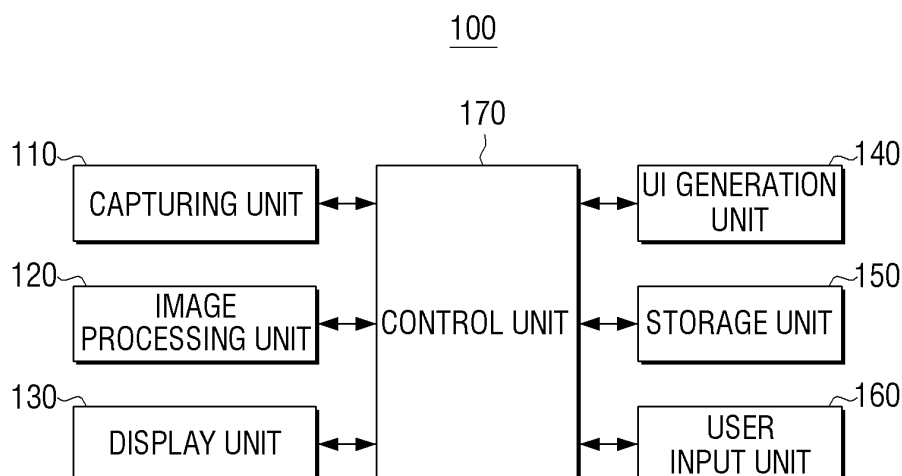 100
170
110
CAPTURING UNIT
140
UI GENERATION
UNIT
120
IMAGE
PROCESSING UNIT
CONTROL UNIT
150
STORAGE UNIT
130
DISPLAY UNIT
160
USER
INPUT UNIT